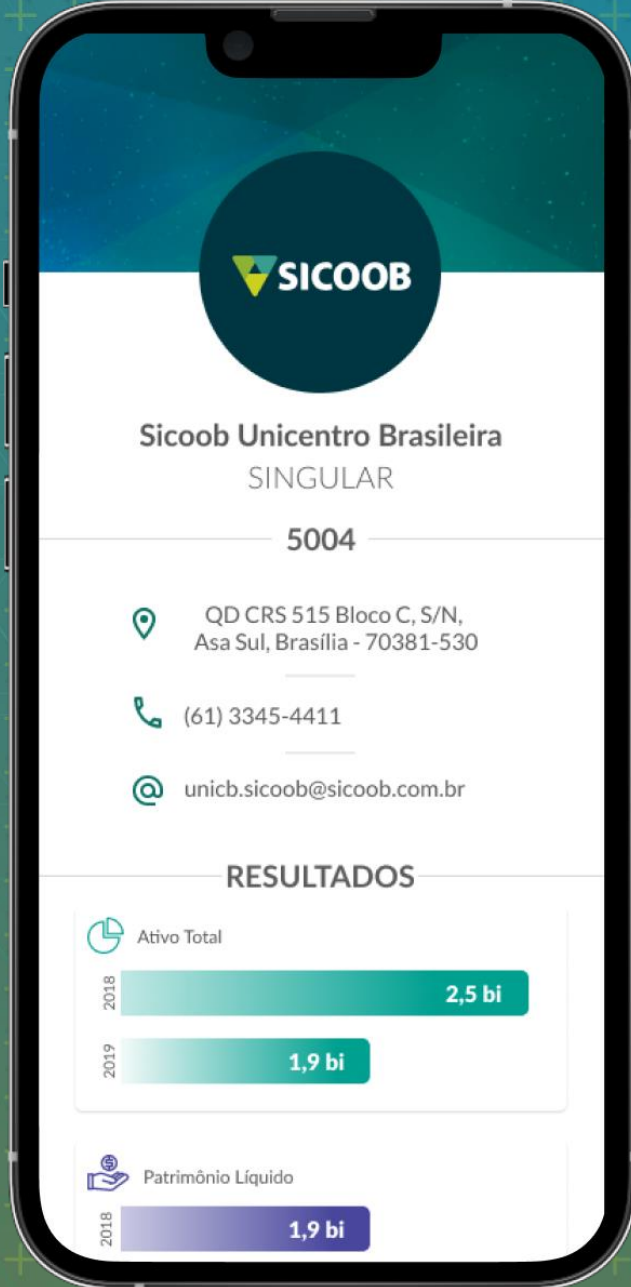 SICOOB
Sicoob Unicentro Brasileira
SINGULAR
5004
QD CRS 515 Bloco C, S/N,
Asa Sul, Brasília - 70381-530
(61) 3345-4411
unicb.sicoob@sicoob.com.br
RESULTADOS
Ativo Total
2018
2,5 bi
2019
1,9 bi
Patrimônio Líquido
2018
1,9 bi